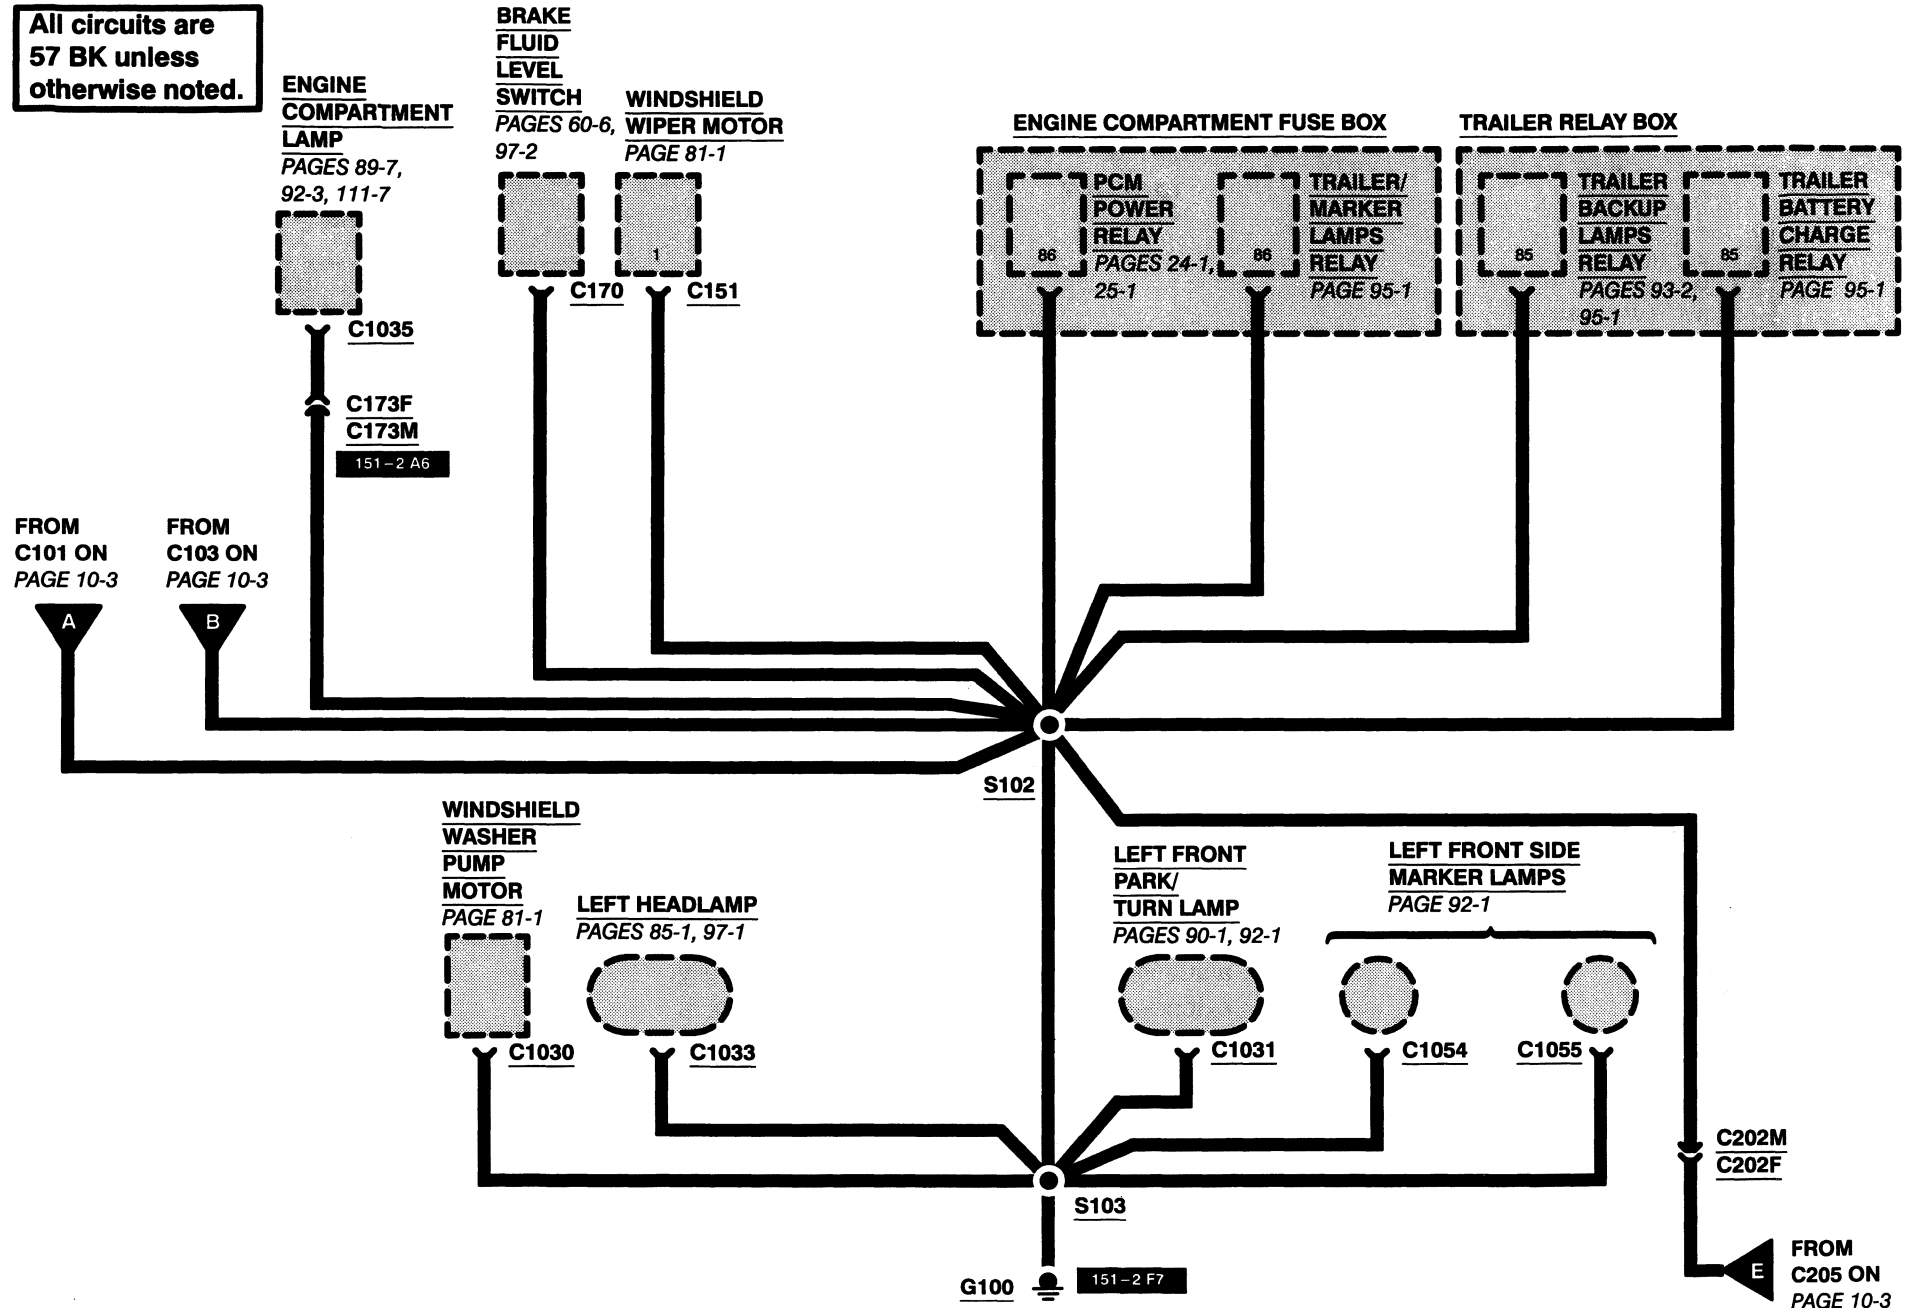 All circuits are
57 BK unless
otherwise noted.
ENGINE
COMPARTMENT
LAMP
PAGES 89-7,
92-3, 111-7
C1035
C173F
C173M
151-2 A6
BRAKE
FLUID
LEVEL
SWITCH
PAGES 60-6,
97-2
C170
WINDSHIELD
WIPER MOTOR
PAGE 81-1
1
C151
ENGINE COMPARTMENT FUSE BOX
86
PCM
POWER
RELAY
PAGES 24-1,
25-1
86
TRAILER/
MARKER
LAMPS
RELAY
PAGE 95-1
TRAILER RELAY BOX
85
TRAILER
BACKUP
LAMPS
RELAY
PAGES 93-2,
95-1
85
TRAILER
BATTERY
CHARGE
RELAY
PAGE 95-1
FROM
C101 ON
PAGE 10-3
A
FROM
C103 ON
PAGE 10-3
B
S102
WINDSHIELD
WASHER
PUMP
MOTOR
PAGE 81-1
C1030
LEFT HEADLAMP
PAGES 85-1, 97-1
C1033
LEFT FRONT
PARK/
TURN LAMP
PAGES 90-1, 92-1
C1031
LEFT FRONT SIDE
MARKER LAMPS
PAGE 92-1
C1054
C1055
C202M
C202F
S103
G100
151-2 F7
E
FROM
C205 ON
PAGE 10-3